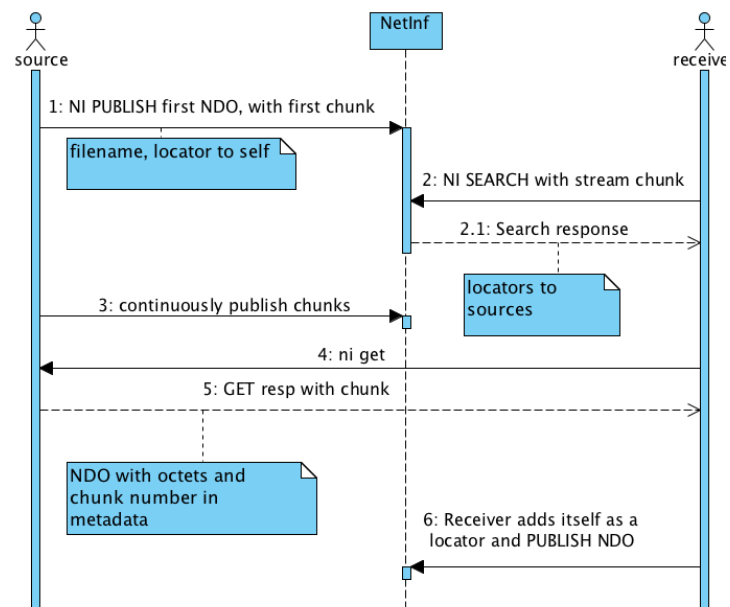 NetInf
source
receive
1: NI PUBLISH first NDO, with first chunk
filename, locator to self
2: NI SEARCH with stream chunk
2.1: Search response
locators to
sources
3: continuously publish chunks
4: ni get
5: GET resp with chunk
NDO with octets and
chunk number in
metadata
6: Receiver adds itself as a
locator and PUBLISH NDO